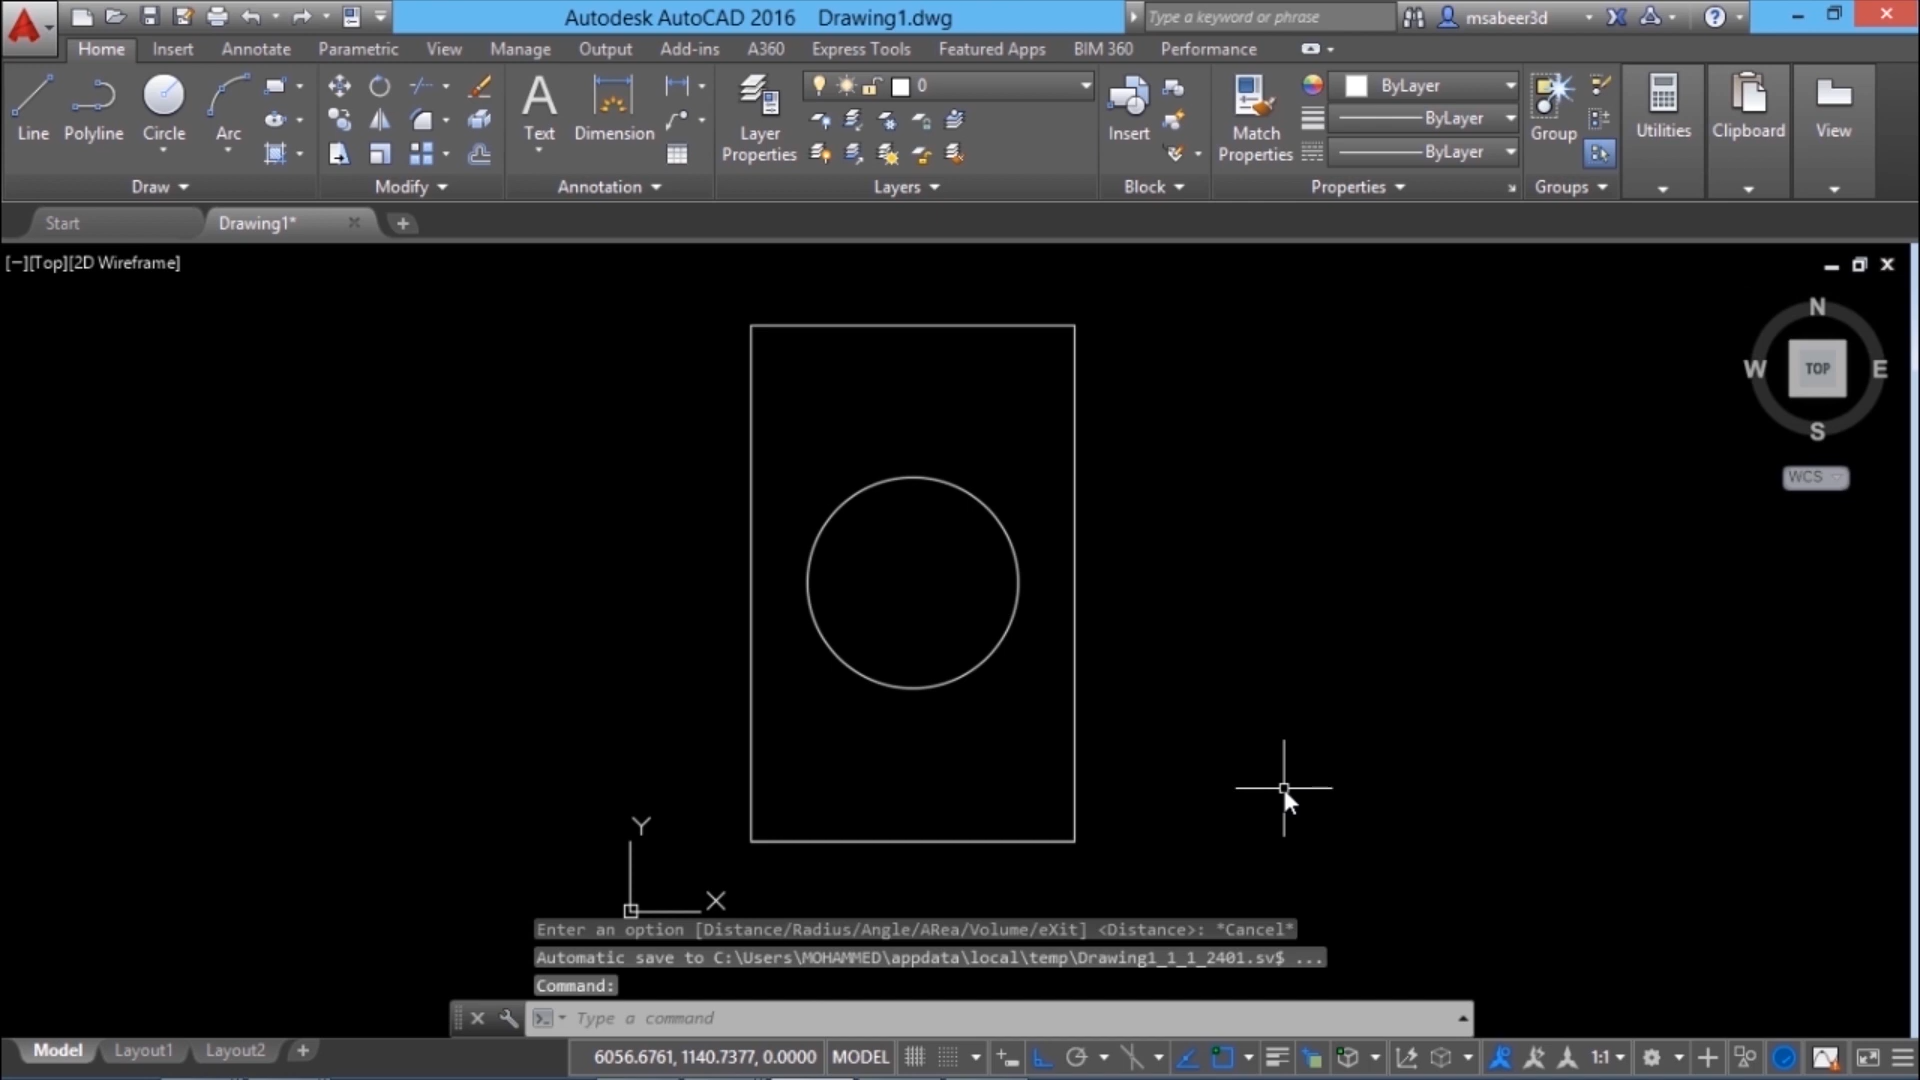 Autodesk AutoCAD 2016 Drawing1.dwg
Type a keyword or phrase
msabeer3d
Home Insert Annotate Parametric View Manage Output Add-ins A360 Express Tools Featured Apps BIM 360 Performance
Line Polyline Circle Arc
Draw
Modify
A
Text Dimension
Annotation
Layer Properties
0
Layers
Insert
Block
Match Properties
ByLayer
ByLayer
ByLayer
Properties
Group
Groups
Utilities
Clipboard
View
Start Drawing1*
[−][Top][2D Wireframe]
N
W TOP E
S
WCS
Y
X
Enter an option [Distance/Radius/Angle/ARea/Volume/eXit] <Distance>: *Cancel*
Automatic save to C:\Users\MOHAMMED\appdata\local\temp\Drawing1_1_1_2401.sv$ ...
Command:
Type a command
Model Layout1 Layout2 +
6056.6761, 1140.7377, 0.0000 MODEL 1:1